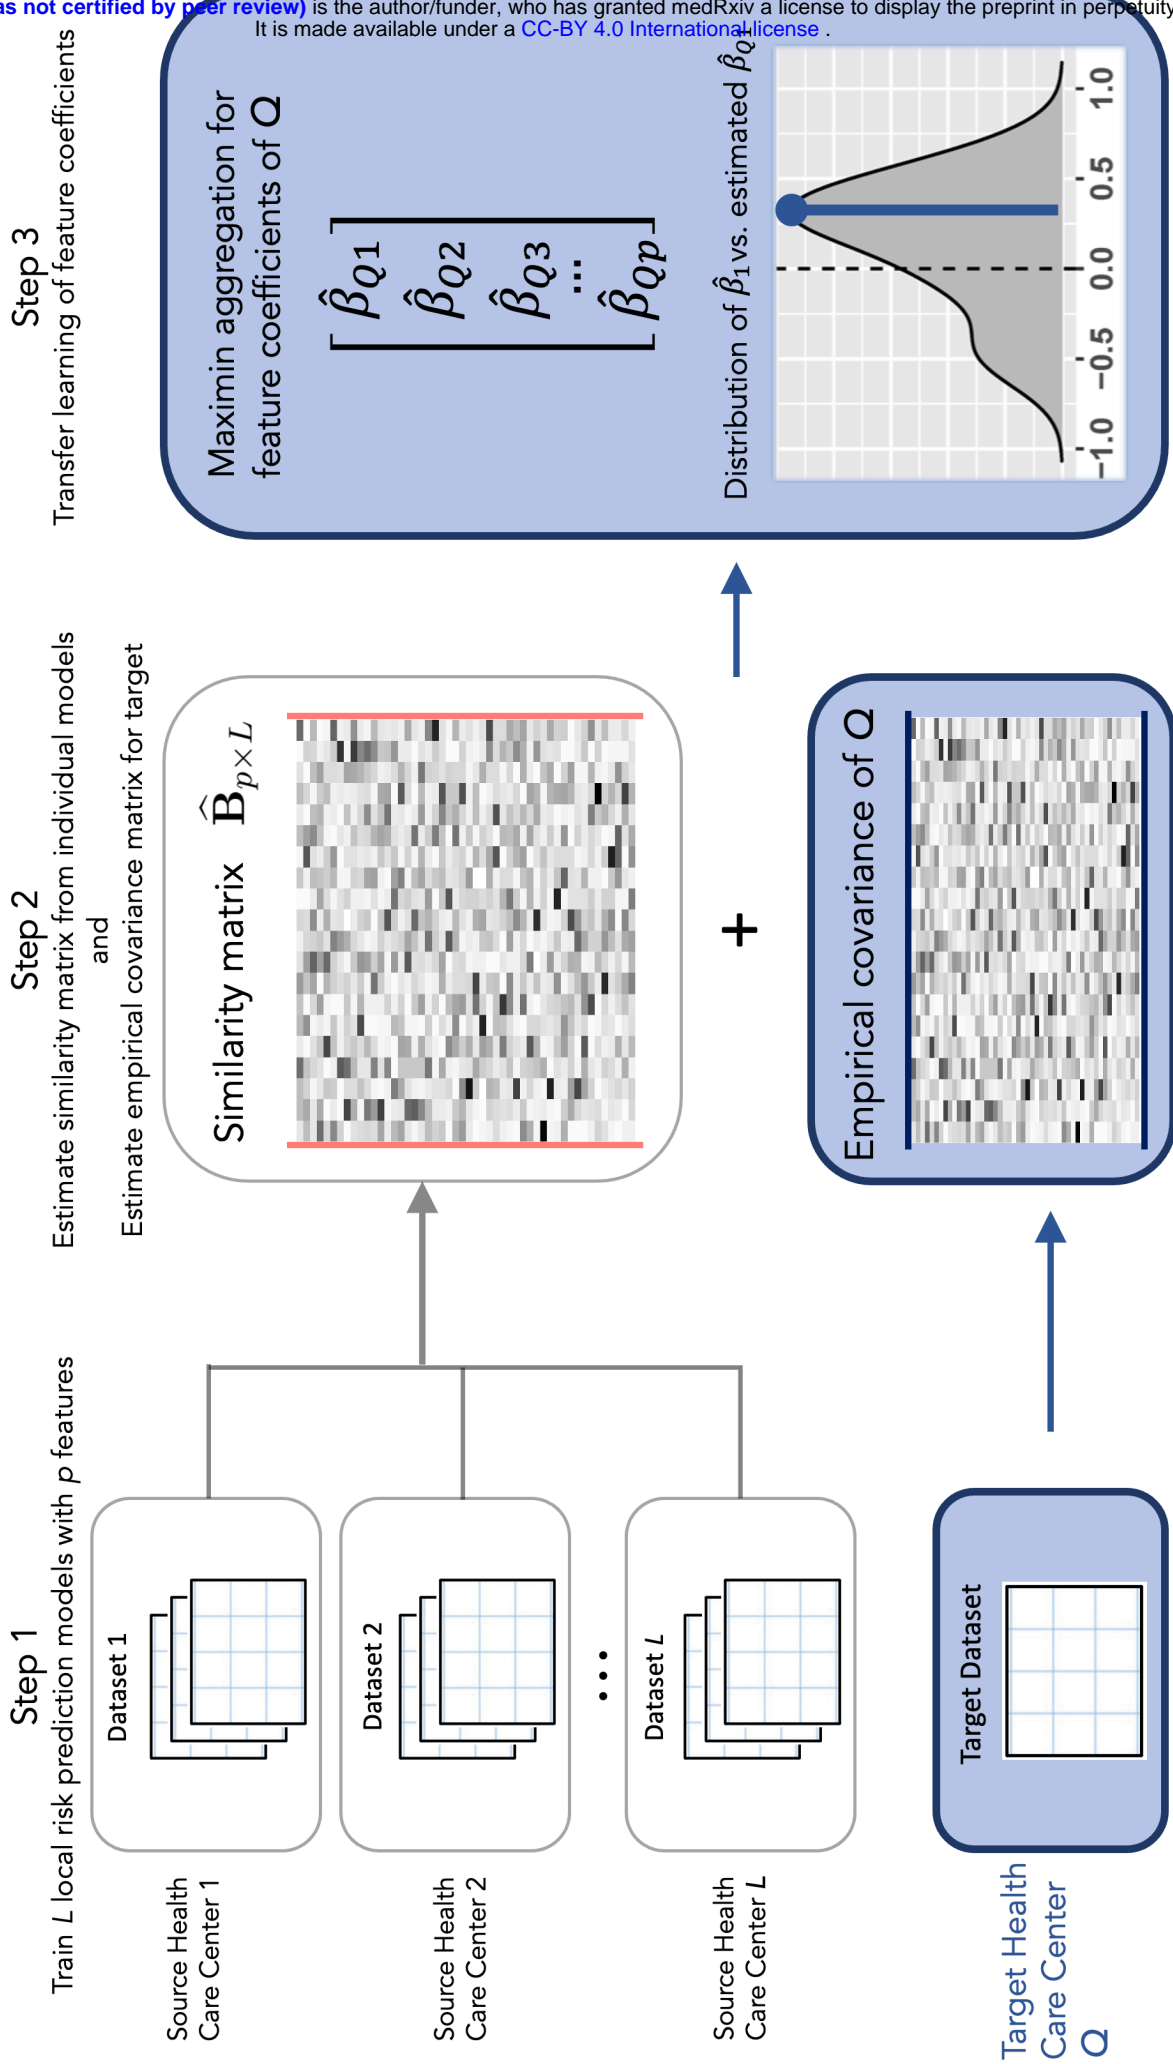 as not certified by peer review) is the author/funder, who has granted medRxiv a license to display the preprint in perpetuity
It is made available under a CC-BY 4.0 International license .
Step 1
Train L local risk prediction models with p features
Source Health
Care Center 1
Dataset 1
Source Health
Care Center 2
Dataset 2
...
Source Health
Care Center L
Dataset L
Target Health
Care Center
Q
Target Dataset
Step 2
Estimate similarity matrix from individual models
and
Estimate empirical covariance matrix for target
Similarity matrix B̂p×L
+
Empirical covariance of Q
Step 3
Transfer learning of feature coefficients
Maximin aggregation for
feature coefficients of Q
β̂Q1
β̂Q2
β̂Q3
...
β̂Qp
Distribution of β̂1 vs. estimated β̂Q1
−1.0 −0.5 0.0 0.5 1.0